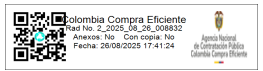 Colombia Compra Eficiente
Rad No. 2_2025_08_26_008832
Anexos: No Con copia: No
Fecha: 26/08/2025 17:41:24
Agencia Nacional
de Contratación Pública
Colombia Compra Eficiente